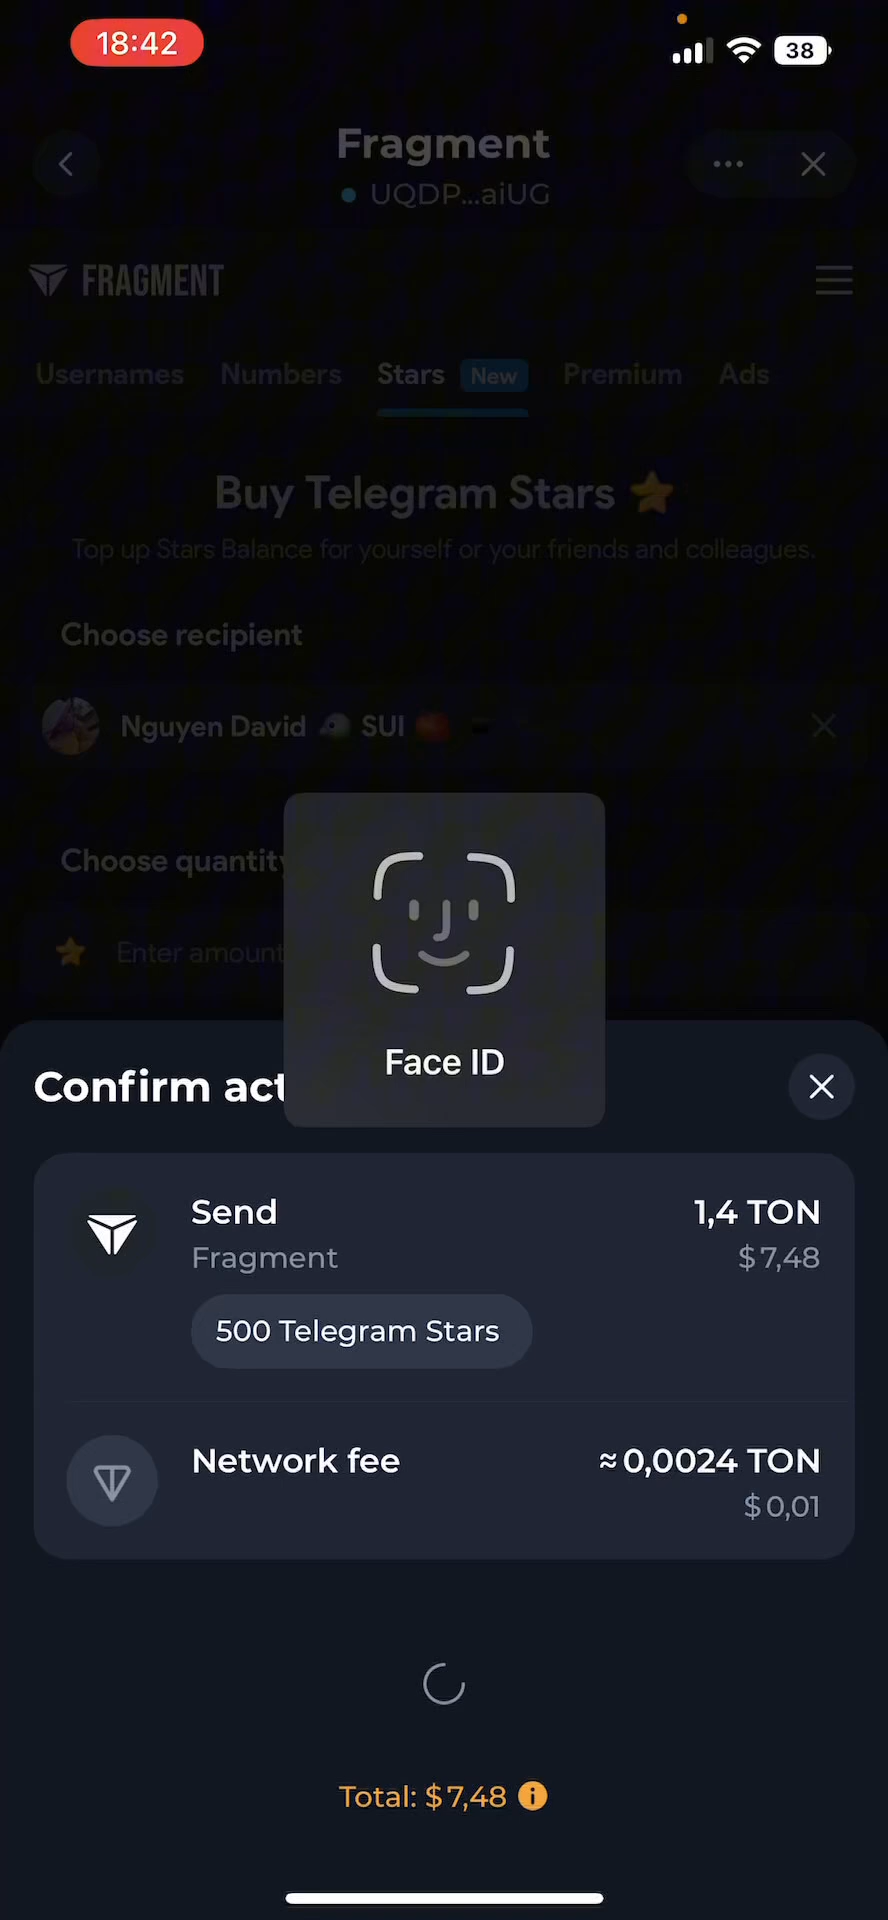 18:42
38
Fragment
UQDP...aiUG
FRAGMENT
Usernames Numbers Stars New Premium Ads
Buy Telegram Stars
Top up Stars Balance for yourself or your friends and colleagues.
Choose recipient
Nguyen David SUI
Choose quantity
Enter amount
Face ID
Confirm act
Send 1,4 TON
Fragment $7,48
500 Telegram Stars
Network fee ≈0,0024 TON
$0,01
Total: $7,48